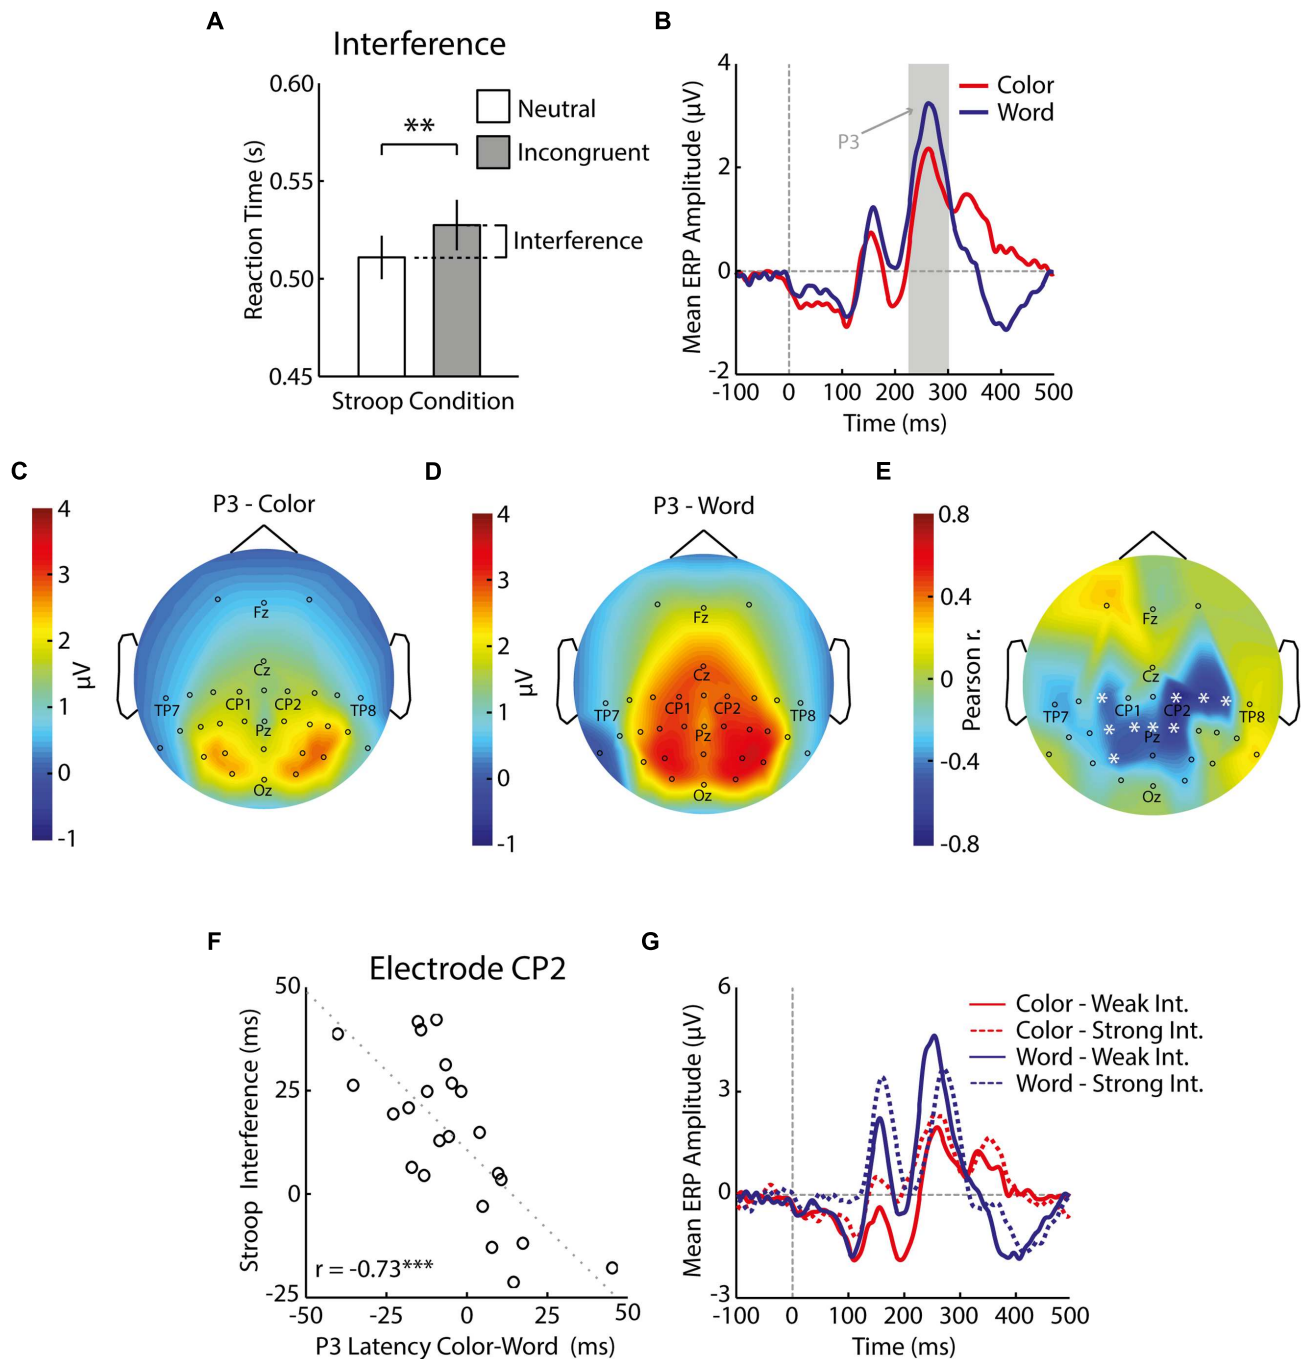 A
Interference
0.60
0.55
0.50
0.45
Reaction Time (s)
**
Neutral
Incongruent
Interference
Stroop Condition
B
4
2
0
-2
Mean ERP Amplitude (µV)
P3
Color
Word
-100 0 100 200 300 400 500
Time (ms)
C
P3 - Color
4
3
2
1
0
-1
µV
Fz
Cz
TP7 CP1 CP2 TP8
Pz
Oz
D
P3 - Word
4
3
2
1
0
-1
µV
Fz
Cz
TP7 CP1 CP2 TP8
Pz
Oz
E
0.8
0.4
0
-0.4
-0.8
Pearson r.
Fz
Cz
* * * *
TP7 CP1 CP2 TP8
* * * *
Pz
*
Oz
F
Electrode CP2
50
25
0
-25
Stroop Interference (ms)
r = -0.73***
-50 -25 0 25 50
P3 Latency Color-Word (ms)
G
6
3
0
-3
Mean ERP Amplitude (µV)
Color - Weak Int.
Color - Strong Int.
Word - Weak Int.
Word - Strong Int.
-100 0 100 200 300 400 500
Time (ms)